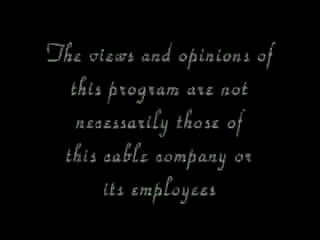 The views and opinions of
this program are not
necessarily those of
this cable company or
its employees